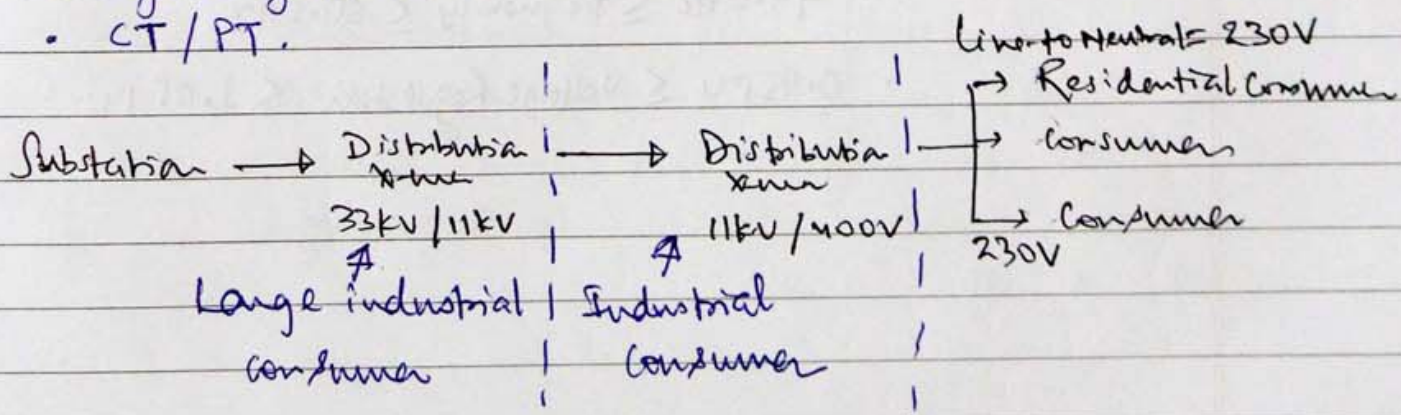 • CT / PT.
Line-to Neutral = 230V
→ Residential Consumer
Substation → Distribution → Distribution → Consumer
x-mer xmer
33kV / 11kV 11kV / 400V → Consumer
230V
Large industrial Industrial
consumer Consumer